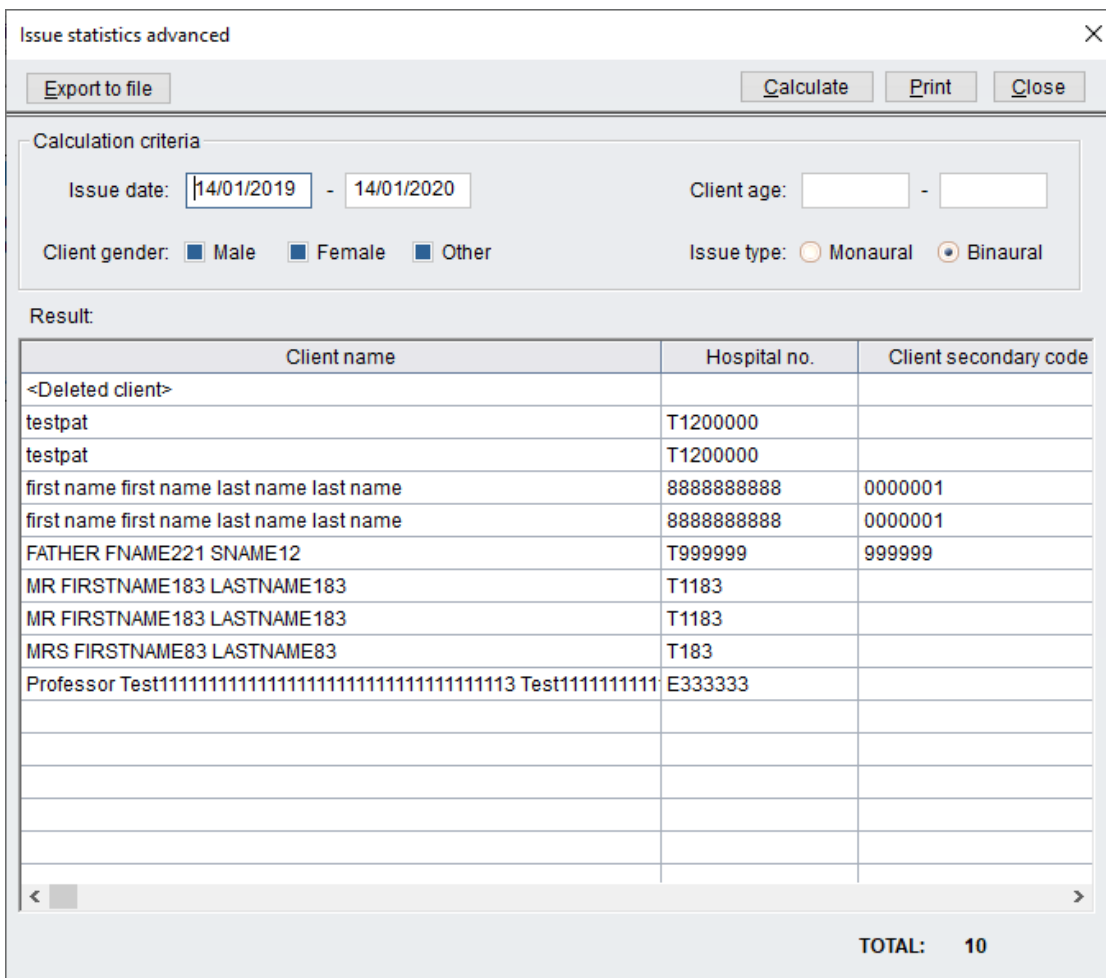 Issue statistics advanced
Export to file Calculate Print Close
Calculation criteria
Issue date: 14/01/2019 - 14/01/2020 Client age: -
Client gender: Male Female Other Issue type: Monaural Binaural
Result:
Client name Hospital no. Client secondary code
<Deleted client>
testpat T1200000
testpat T1200000
first name first name last name last name 8888888888 0000001
first name first name last name last name 8888888888 0000001
FATHER FNAME221 SNAME12 T999999 999999
MR FIRSTNAME183 LASTNAME183 T1183
MR FIRSTNAME183 LASTNAME183 T1183
MRS FIRSTNAME83 LASTNAME83 T183
Professor E333333
TOTAL: 10